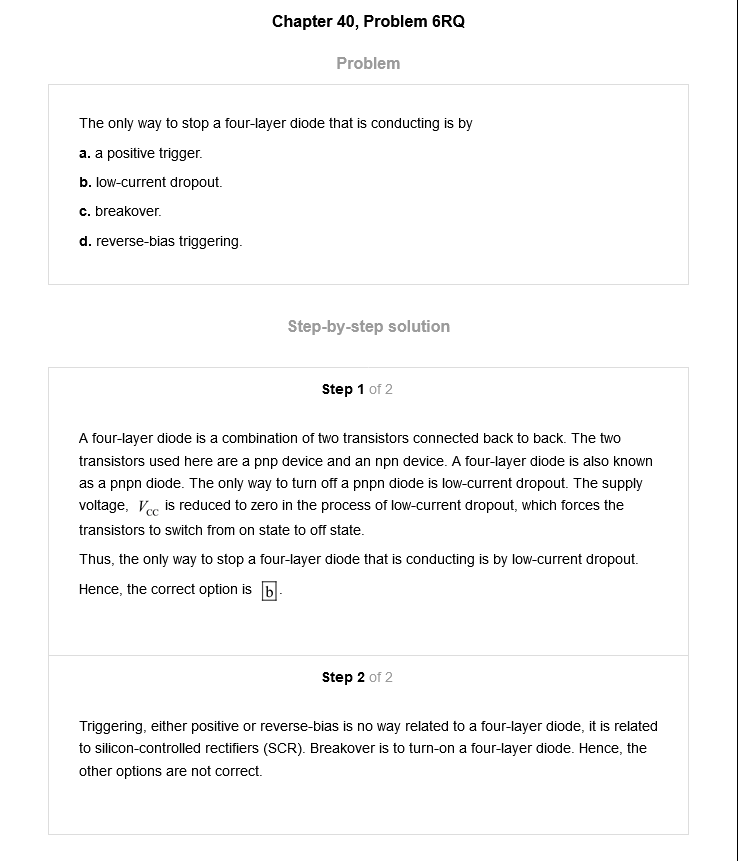 Chapter 40, Problem 6RQ
Problem
The only way to stop a four-layer diode that is conducting is by
a. a positive trigger.
b. low-current dropout.
c. breakover.
d. reverse-bias triggering.
Step-by-step solution
Step 1 of 2
A four-layer diode is a combination of two transistors connected back to back. The two
transistors used here are a pnp device and an npn device. A four-layer diode is also known
as a pnpn diode. The only way to turn off a pnpn diode is low-current dropout. The supply
voltage, V_CC is reduced to zero in the process of low-current dropout, which forces the
transistors to switch from on state to off state.
Thus, the only way to stop a four-layer diode that is conducting is by low-current dropout.
Hence, the correct option is b.
Step 2 of 2
Triggering, either positive or reverse-bias is no way related to a four-layer diode, it is related
to silicon-controlled rectifiers (SCR). Breakover is to turn-on a four-layer diode. Hence, the
other options are not correct.